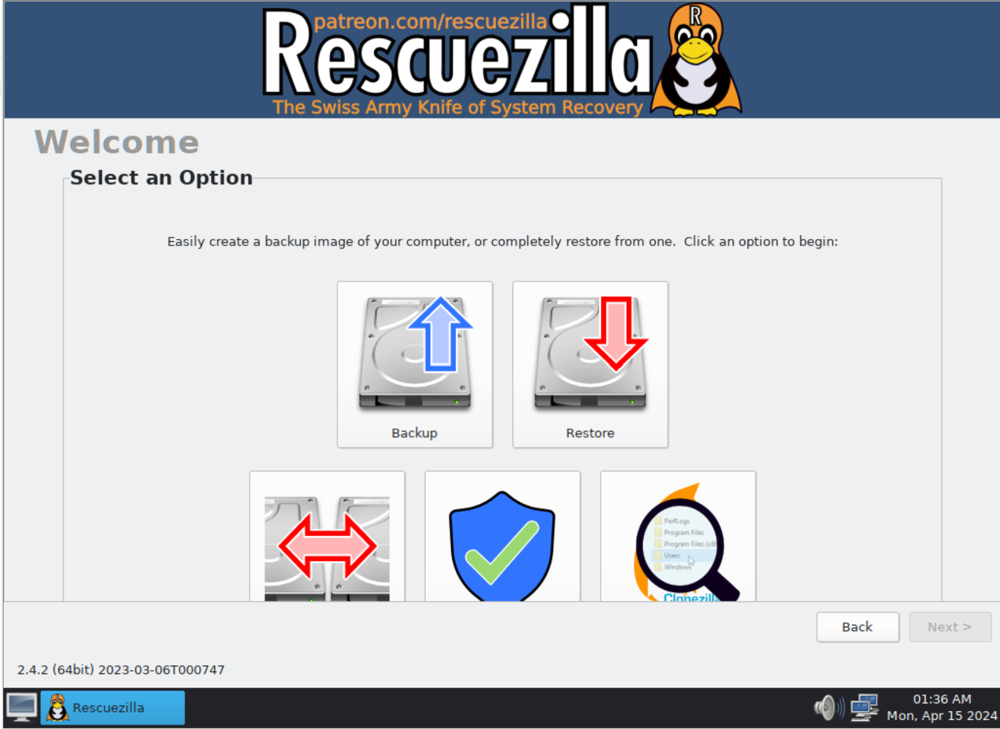 patreon.com/rescuezilla
R
Rescuezilla
The Swiss Army Knife of System Recovery
Welcome
Select an Option
Easily create a backup image of your computer, or completely restore from one.  Click an option to begin:
Backup
Restore
PerfLogs
Program Files
Program Files (x86
Users
Windows
Clonezilla
Back
Next >
2.4.2 (64bit) 2023-03-06T000747
Rescuezilla
01:36 AM
Mon, Apr 15 2024